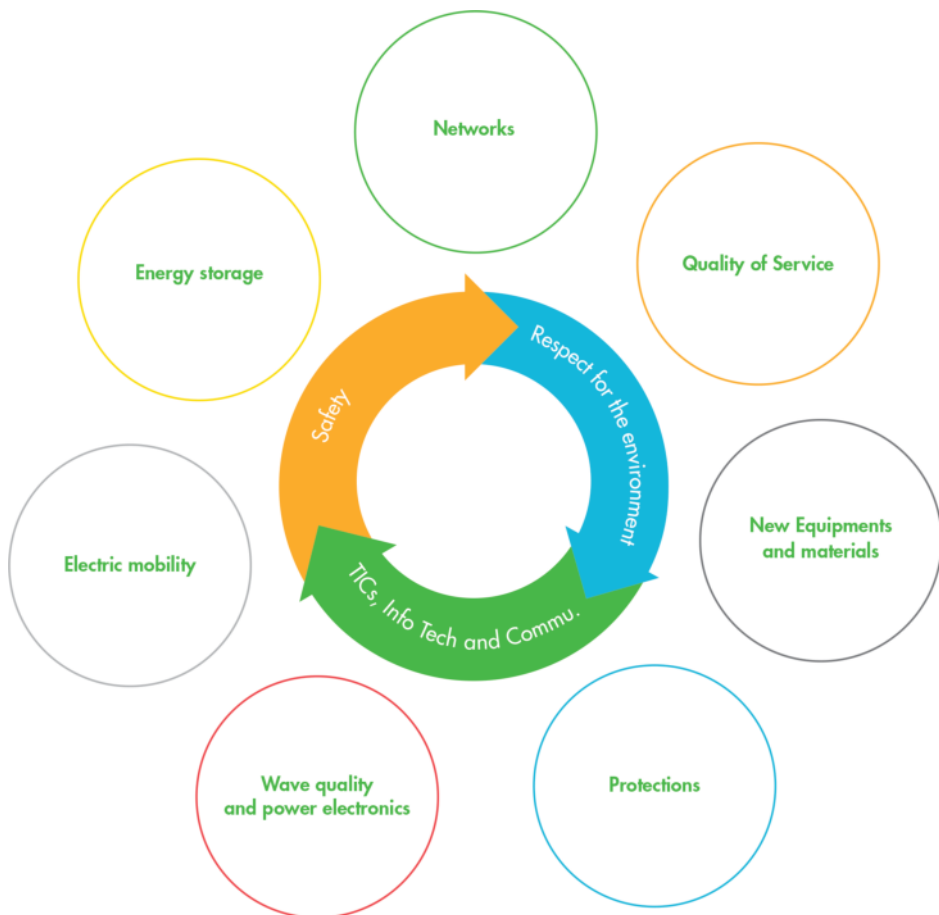 Networks
Quality of Service
Energy storage
Respect for the environment
Safety
New Equipments
and materials
Electric mobility
TICs, Info Tech and Commu.
Wave quality
and power electronics
Protections